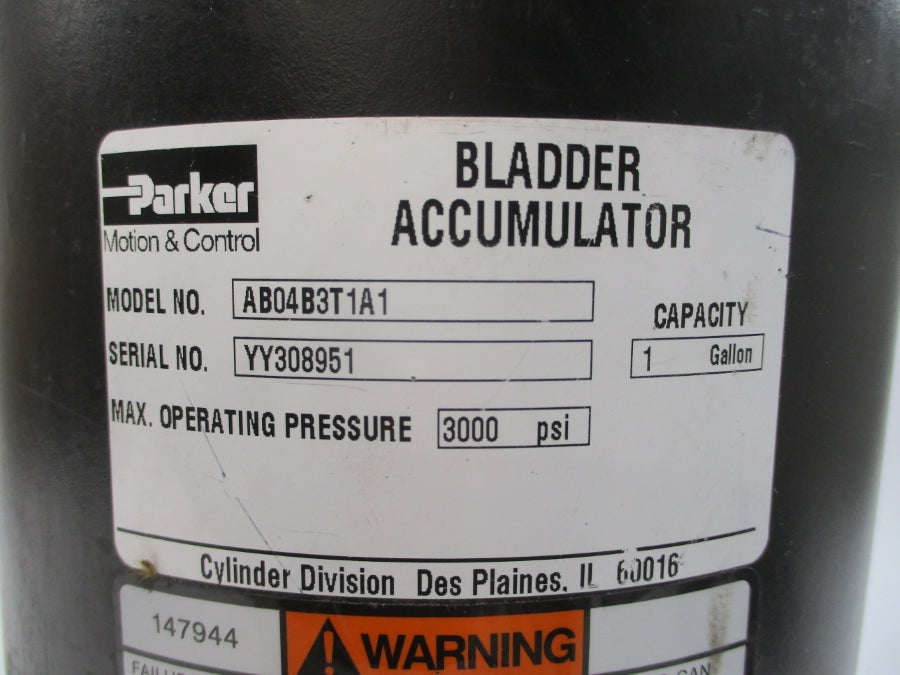 Parker
Motion & Control
BLADDER
ACCUMULATOR
MODEL NO. AB04B3T1A1
SERIAL NO. YY308951
CAPACITY
1 Gallon
MAX. OPERATING PRESSURE 3000 psi
Cylinder Division Des Plaines, IL 60016
147944
WARNING
CAN